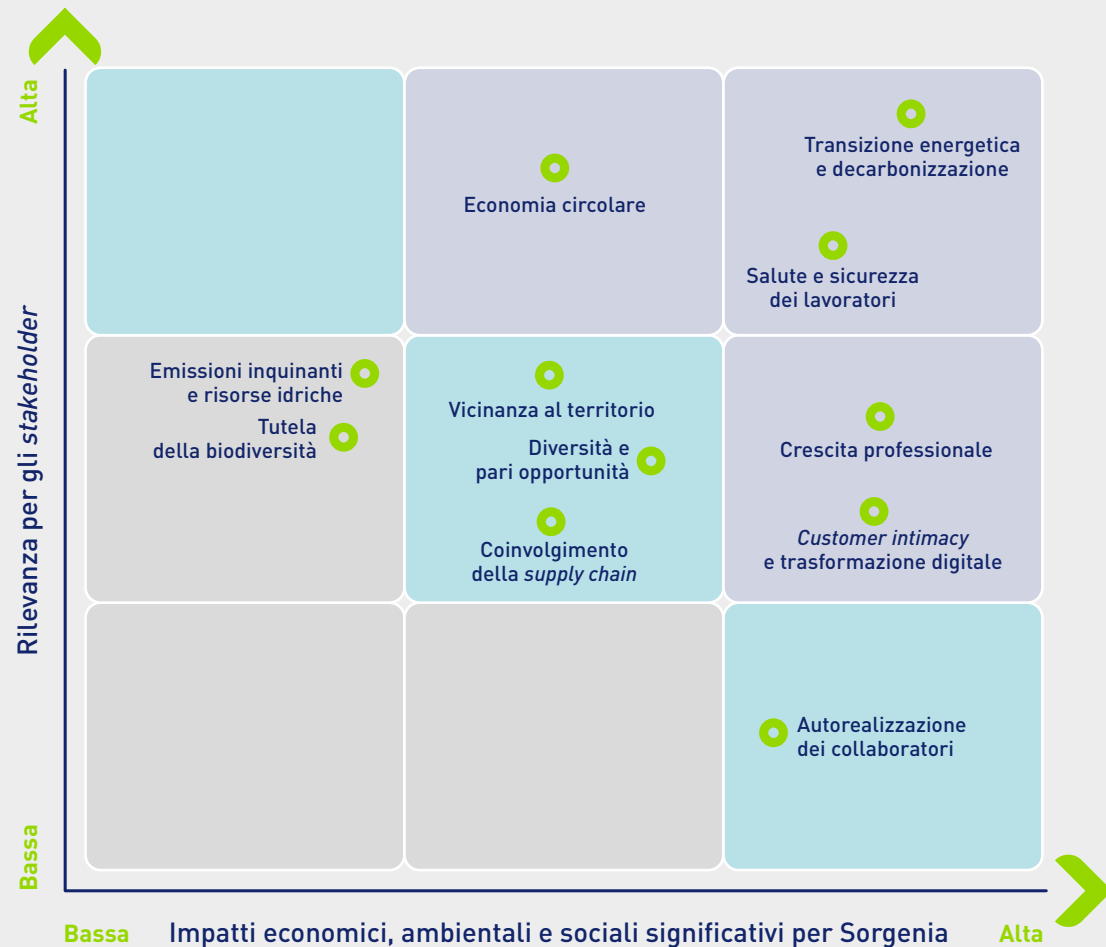 Alta
Transizione energetica
e decarbonizzazione
Economia circolare
Salute e sicurezza
dei lavoratori
Rilevanza per gli stakeholder
Emissioni inquinanti
e risorse idriche
Tutela
della biodiversità
Vicinanza al territorio
Diversità e
pari opportunità
Coinvolgimento
della supply chain
Crescita professionale
Customer intimacy
e trasformazione digitale
Autorealizzazione
dei collaboratori
Bassa
Bassa
Impatti economici, ambientali e sociali significativi per Sorgenia
Alta